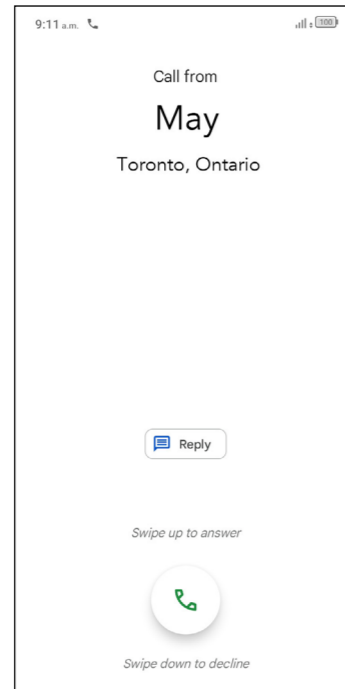 9:11 a.m. 100
Call from
May
Toronto, Ontario
Reply
Swipe up to answer
Swipe down to decline